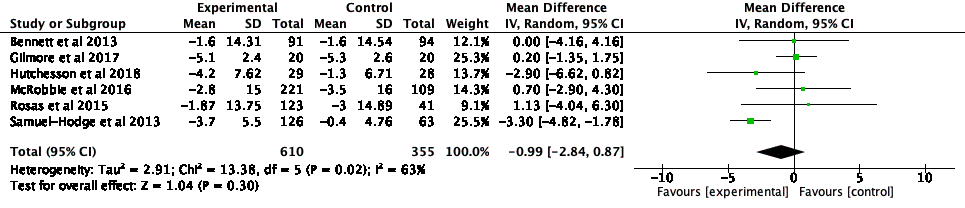 Experimental Control Mean Difference Mean Difference
Study or Subgroup Mean SD Total Mean SD Total Weight IV, Random, 95% CI IV, Random, 95% CI
Bennett et al 2013 −1.6 14.31 91 −1.6 14.54 94 12.1% 0.00 [−4.16, 4.16]
Gilmore et al 2017 −5.1 2.4 20 −5.3 2.6 20 25.3% 0.20 [−1.35, 1.75]
Hutchesson et al 2018 −4.2 7.62 29 −1.3 6.71 28 13.7% −2.90 [−6.62, 0.82]
McRobbie et al 2016 −2.8 15 221 −3.5 16 109 14.3% 0.70 [−2.90, 4.30]
Rosas et al 2015 −1.87 13.75 123 −3 14.89 41 9.1% 1.13 [−4.04, 6.30]
Samuel−Hodge et al 2013 −3.7 5.5 126 −0.4 4.76 63 25.5% −3.30 [−4.82, −1.78]
Total (95% CI) 610 355 100.0% −0.99 [−2.84, 0.87]
Heterogeneity: Tau² = 2.91; Chi² = 13.38, df = 5 (P = 0.02); I² = 63%
Test for overall effect: Z = 1.04 (P = 0.30)
−10 −5 0 5 10
Favours [experimental] Favours [control]